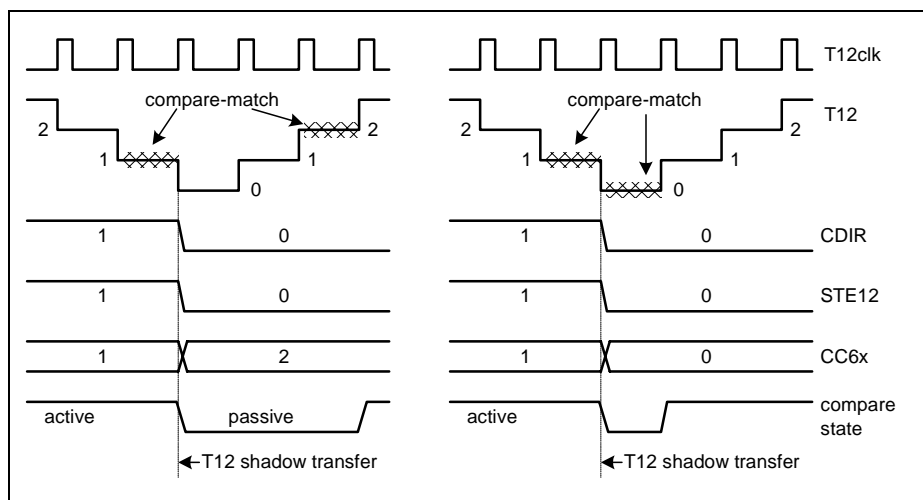 T12clk
compare-match compare-match T12
2 2 2 2
1 1 1 1
0 0
CDIR
1 0 1 0
STE12
1 0 1 0
CC6x
1 2 1 0
active passive active compare state
T12 shadow transfer T12 shadow transfer